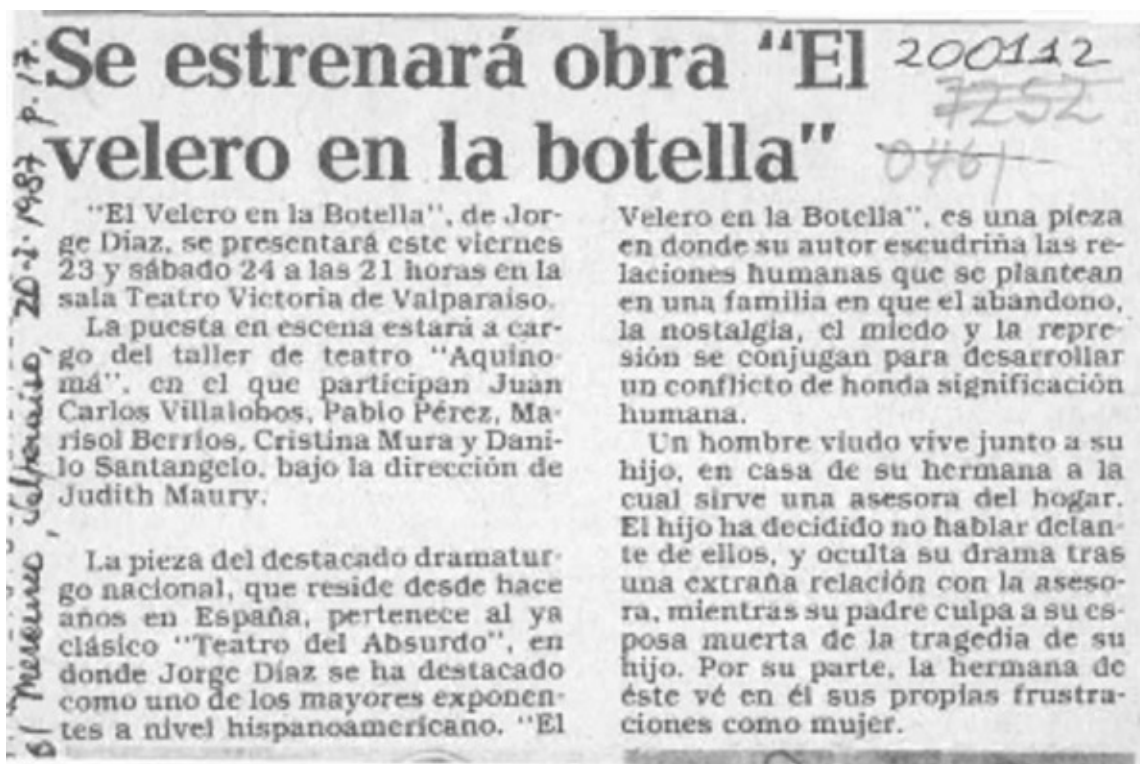 Se estrenará obra "El
velero en la botella"
200112
7252
0461
"El Velero en la Botella", de Jor-
ge Díaz, se presentará este viernes
23 y sábado 24 a las 21 horas en la
sala Teatro Victoria de Valparaíso.
La puesta en escena estará a car-
go del taller de teatro "Aquino-
má", en el que participan Juan
Carlos Villalobos, Pablo Pérez, Ma-
risol Berríos, Cristina Mura y Dani-
lo Santangelo, bajo la dirección de
Judith Maury.
La pieza del destacado dramatur-
go nacional, que reside desde hace
años en España, pertenece al ya
clásico "Teatro del Absurdo", en
donde Jorge Díaz se ha destacado
como uno de los mayores exponen-
tes a nivel hispanoamericano. "El
Velero en la Botella", es una pieza
en donde su autor escudriña las re-
laciones humanas que se plantean
en una familia en que el abandono,
la nostalgia, el miedo y la repre-
sión se conjugan para desarrollar
un conflicto de honda significación
humana.
Un hombre viudo vive junto a su
hijo, en casa de su hermana a la
cual sirve una asesora del hogar.
El hijo ha decidido no hablar delan-
te de ellos, y oculta su drama tras
una extraña relación con la aseso-
ra, mientras su padre culpa a su es-
posa muerta de la tragedia de su
hijo. Por su parte, la hermana de
éste vé en él sus propias frustra-
ciones como mujer.
El Mercurio, Valparaíso, 20-I-1987 p. 17.